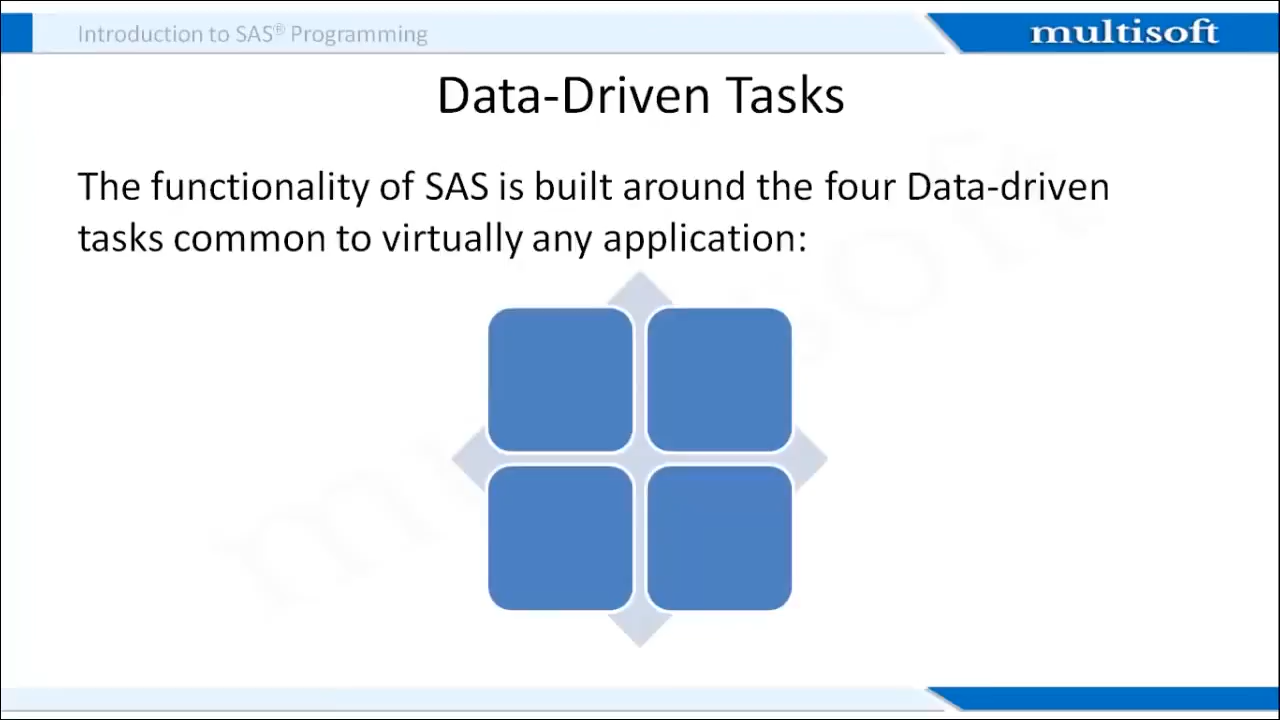 Introduction to SAS® Programming
multisoft
Data-Driven Tasks
The functionality of SAS is built around the four Data-driven
tasks common to virtually any application:
multisoft